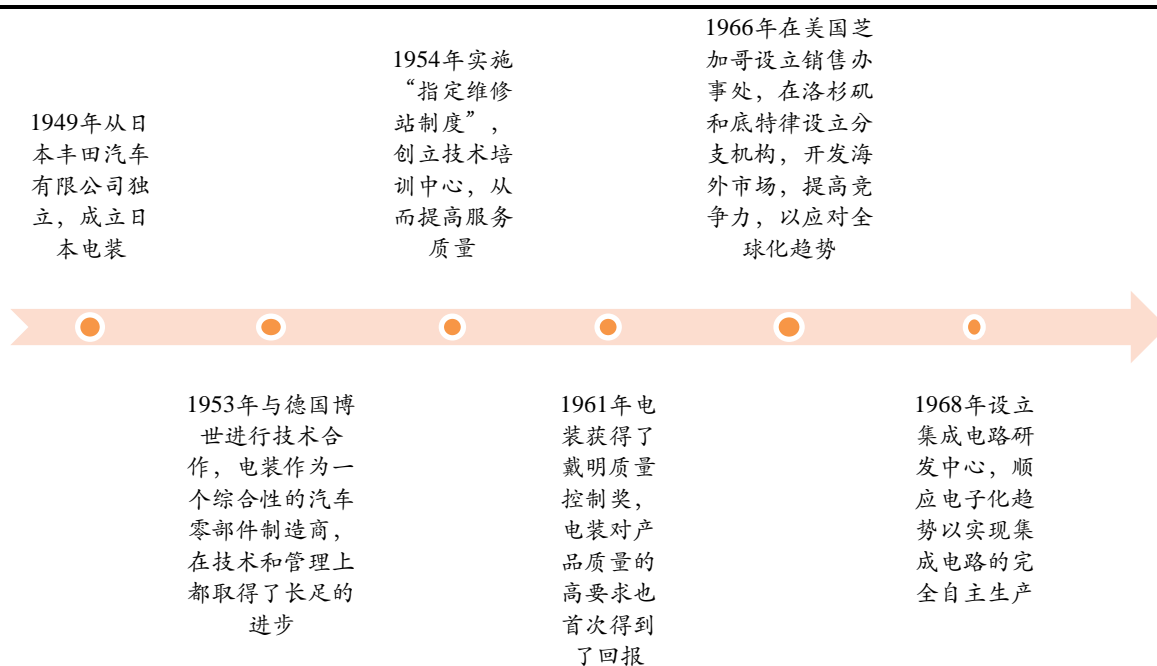 1949年从日
本丰田汽车
有限公司独
立，成立日
本电装
1953年与德国博
世进行技术合
作，电装作为一
个综合性的汽车
零部件制造商，
在技术和管理上
都取得了长足的
进步
1954年实施
“指定维修
站制度”，
创立技术培
训中心，从
而提高服务
质量
1961年电
装获得了
戴明质量
控制奖，
电装对产
品质量的
高要求也
首次得到
了回报
1966年在美国芝
加哥设立销售办
事处，在洛杉矶
和底特律设立分
支机构，开发海
外市场，提高竞
争力，以应对全
球化趋势
1968年设立
集成电路研
发中心，顺
应电子化趋
势以实现集
成电路的完
全自主生产